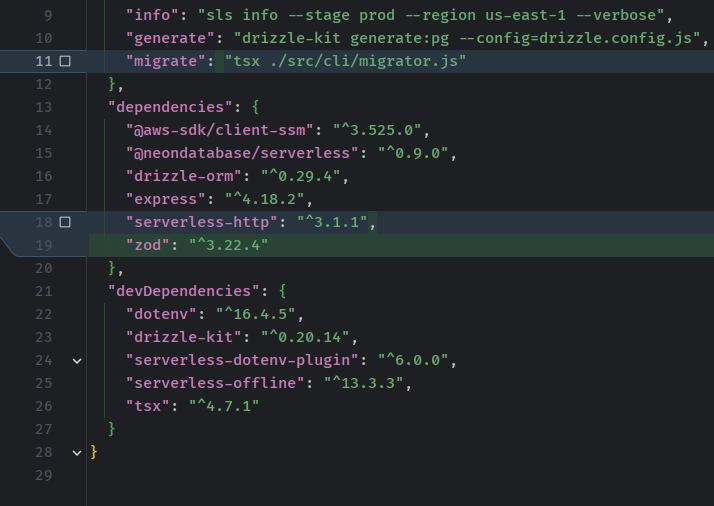 9 "info": "sls info --stage prod --region us-east-1 --verbose",
10 "generate": "drizzle-kit generate:pg --config=drizzle.config.js",
11 "migrate": "tsx ./src/cli/migrator.js"
12 },
13 "dependencies": {
14 "@aws-sdk/client-ssm": "^3.525.0",
15 "@neondatabase/serverless": "^0.9.0",
16 "drizzle-orm": "^0.29.4",
17 "express": "^4.18.2",
18 "serverless-http": "^3.1.1",
19 "zod": "^3.22.4"
20 },
21 "devDependencies": {
22 "dotenv": "^16.4.5",
23 "drizzle-kit": "^0.20.14",
24 "serverless-dotenv-plugin": "^6.0.0",
25 "serverless-offline": "^13.3.3",
26 "tsx": "^4.7.1"
27 }
28 }
29